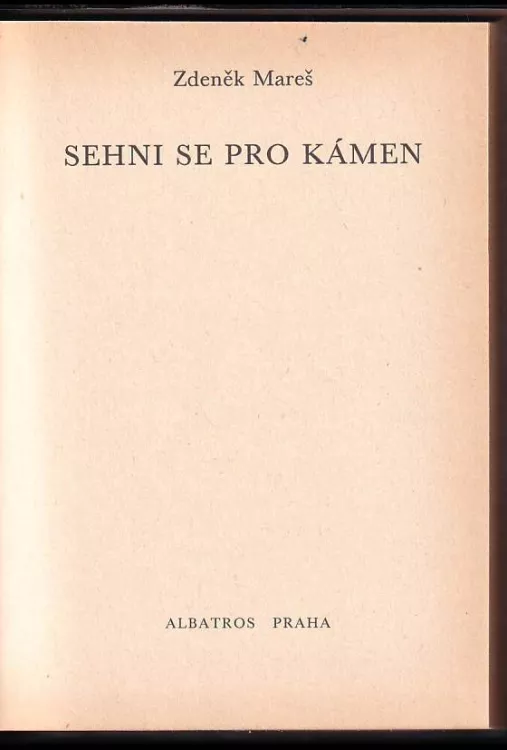 Zdeněk Mareš
SEHNI SE PRO KÁMEN
ALBATROS PRAHA